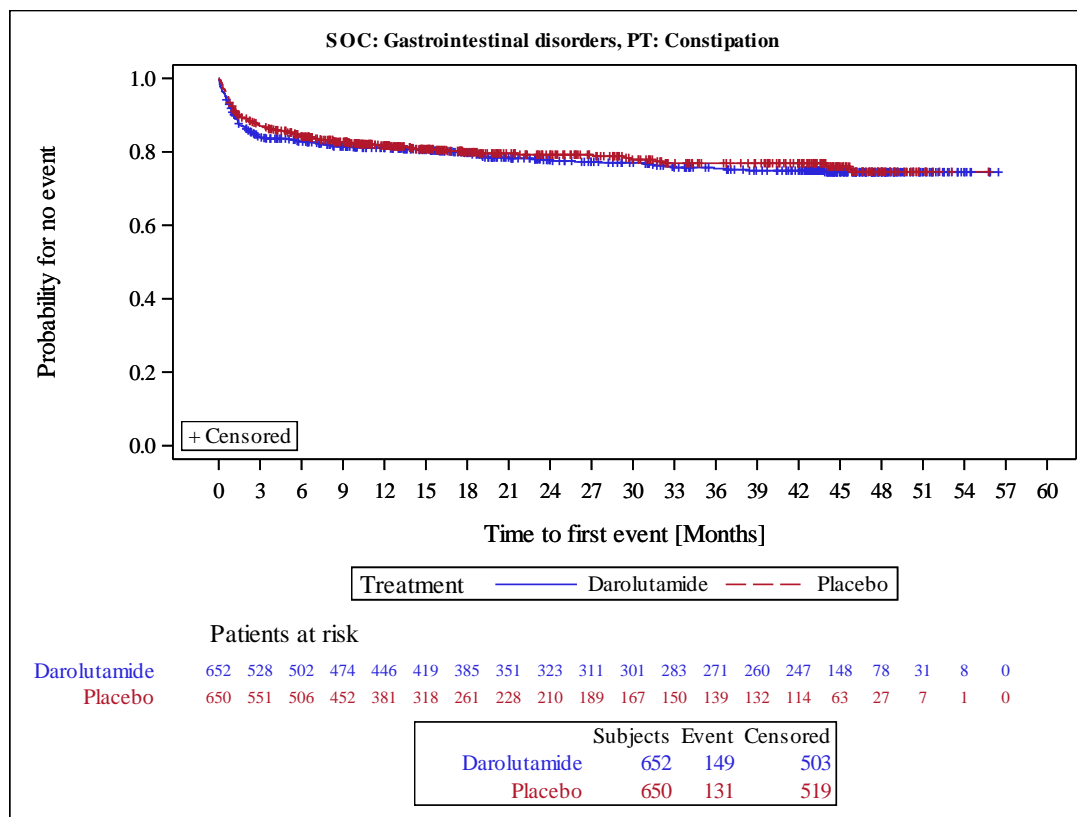 SOC: Gastrointestinal disorders, PT: Constipation
Probability for no event
1.0
0.8
0.6
0.4
0.2
0.0
+ Censored
0 3 6 9 12 15 18 21 24 27 30 33 36 39 42 45 48 51 54 57 60
Time to first event [Months]
Treatment Darolutamide Placebo
Patients at risk
Darolutamide 652 528 502 474 446 419 385 351 323 311 301 283 271 260 247 148 78 31 8 0
Placebo 650 551 506 452 381 318 261 228 210 189 167 150 139 132 114 63 27 7 1 0
Subjects Event Censored
Darolutamide 652 149 503
Placebo 650 131 519